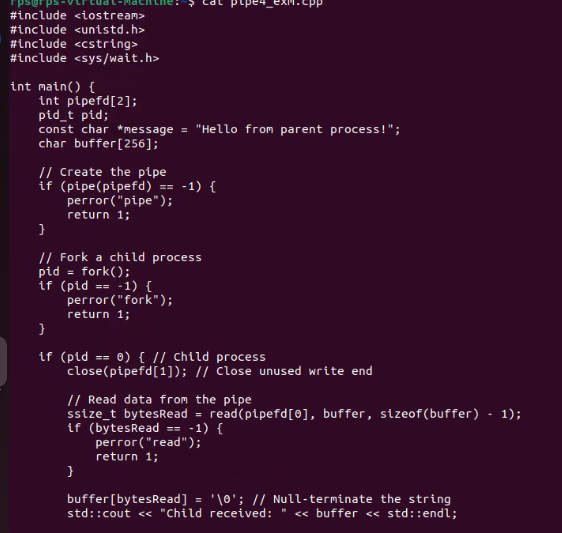 rps@rps-virtual-machine:~$ cat pipe4_exM.cpp
#include <iostream>
#include <unistd.h>
#include <cstring>
#include <sys/wait.h>

int main() {
    int pipefd[2];
    pid_t pid;
    const char *message = "Hello from parent process!";
    char buffer[256];

    // Create the pipe
    if (pipe(pipefd) == -1) {
        perror("pipe");
        return 1;
    }

    // Fork a child process
    pid = fork();
    if (pid == -1) {
        perror("fork");
        return 1;
    }

    if (pid == 0) { // Child process
        close(pipefd[1]); // Close unused write end

        // Read data from the pipe
        ssize_t bytesRead = read(pipefd[0], buffer, sizeof(buffer) - 1);
        if (bytesRead == -1) {
            perror("read");
            return 1;
        }

        buffer[bytesRead] = '\0'; // Null-terminate the string
        std::cout << "Child received: " << buffer << std::endl;